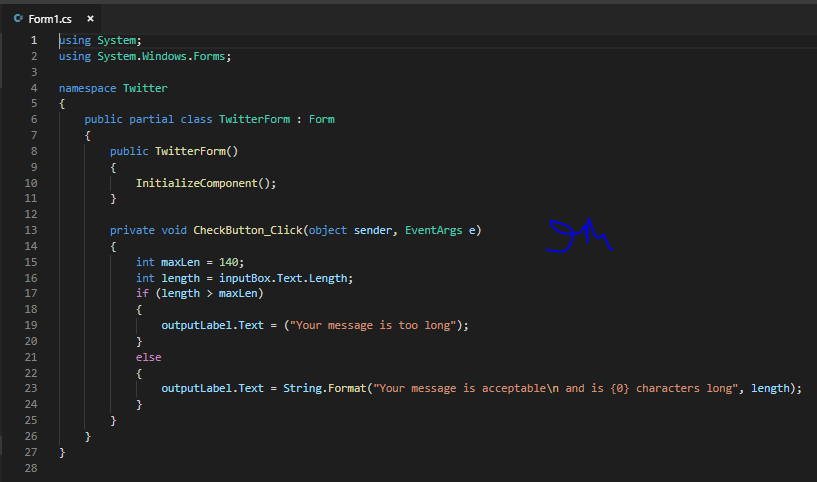 Form1.cs ×
1 using System;
2 using System.Windows.Forms;
3
4 namespace Twitter
5 {
6 public partial class TwitterForm : Form
7 {
8 public TwitterForm()
9 {
10 InitializeComponent();
11 }
12
13 private void CheckButton_Click(object sender, EventArgs e)
14 {
15 int maxLen = 140;
16 int length = inputBox.Text.Length;
17 if (length > maxLen)
18 {
19 outputLabel.Text = ("Your message is too long");
20 }
21 else
22 {
23 outputLabel.Text = String.Format("Your message is acceptable\n and is {0} characters long", length);
24 }
25 }
26 }
27 }
28